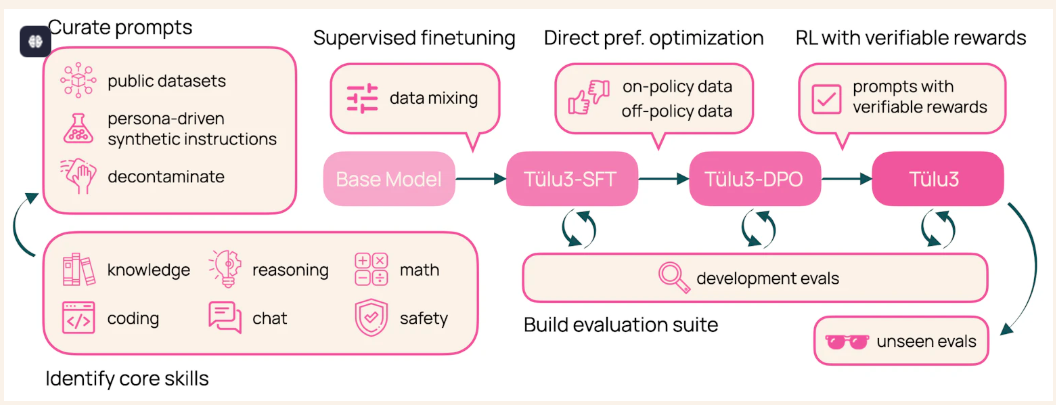 Curate prompts
public datasets
persona-driven
synthetic instructions
decontaminate
knowledge
reasoning
math
coding
chat
safety
Identify core skills
Supervised finetuning
data mixing
Direct pref. optimization
on-policy data
off-policy data
RL with verifiable rewards
prompts with
verifiable rewards
Base Model
Tülu3-SFT
Tülu3-DPO
Tülu3
development evals
Build evaluation suite
unseen evals